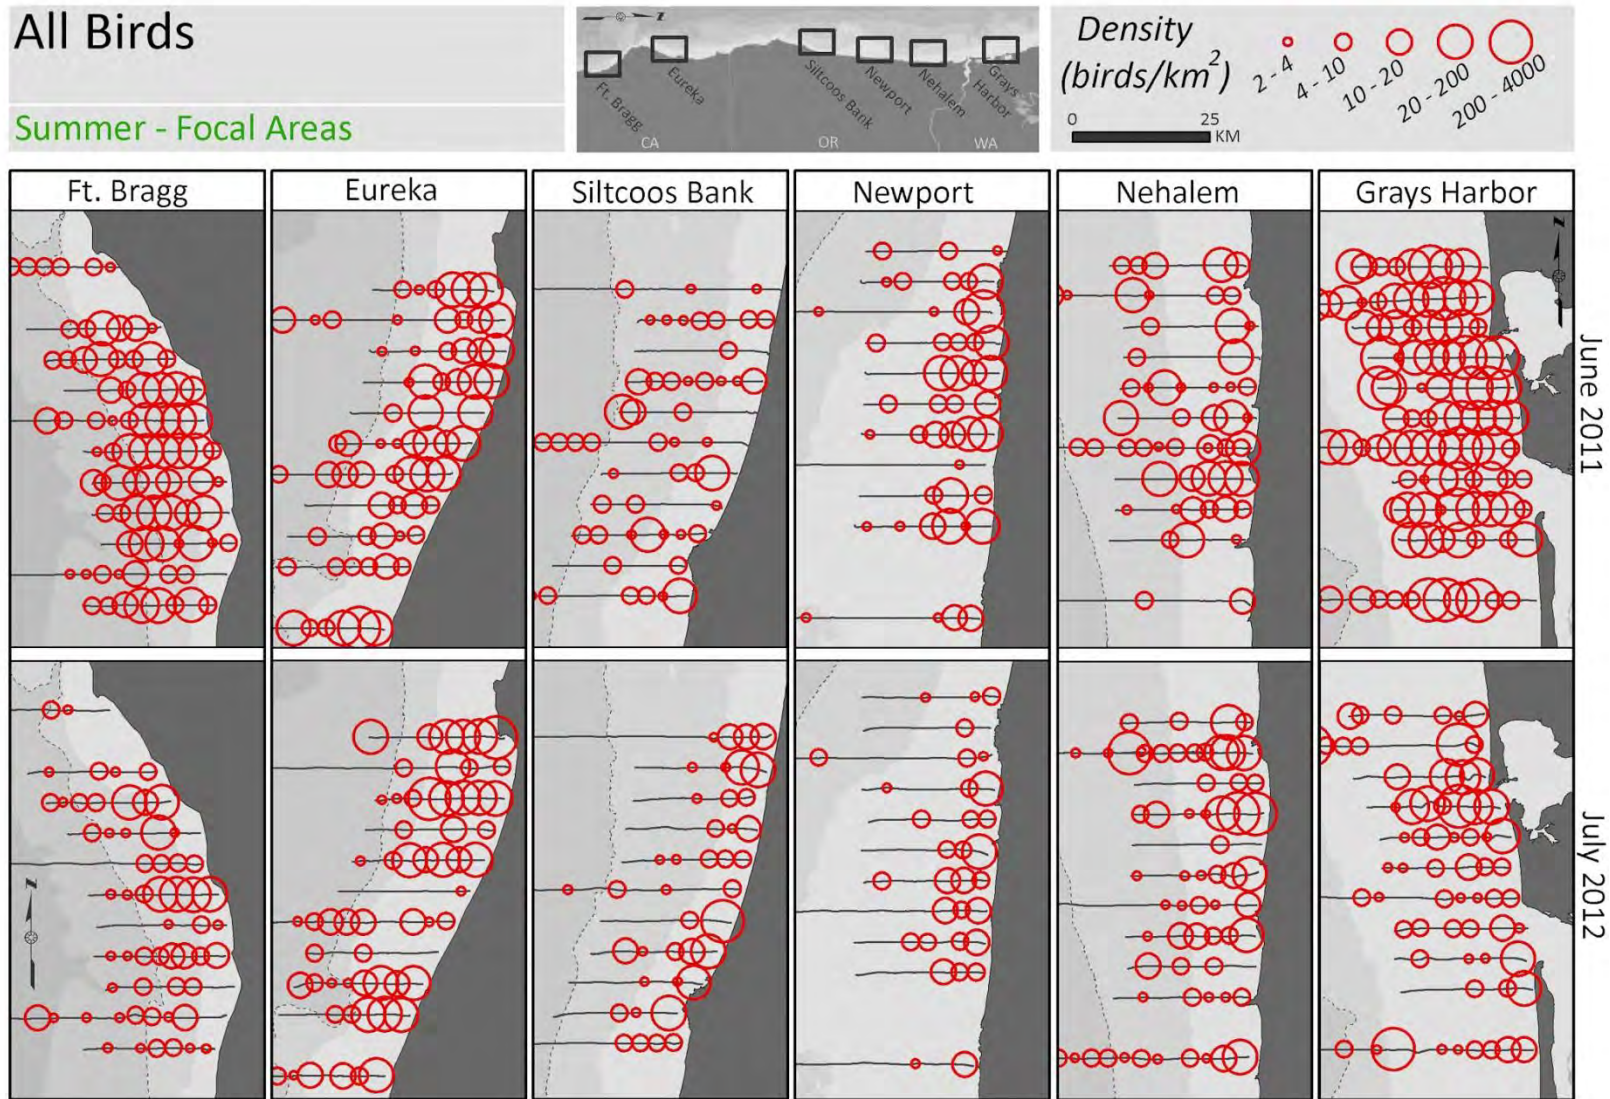 All Birds
Summer - Focal Areas
Z
Ft. Bragg
Eureka
Siltcoos Bank
Newport
Nehalem
Grays
Harbor
CA
OR
WA
Density
(birds/km²)
2 - 4
4 - 10
10 - 20
20 - 200
200 - 4000
0
25
KM
Ft. Bragg
Eureka
Siltcoos Bank
Newport
Nehalem
Grays Harbor
Z
June 2011
Z
July 2012